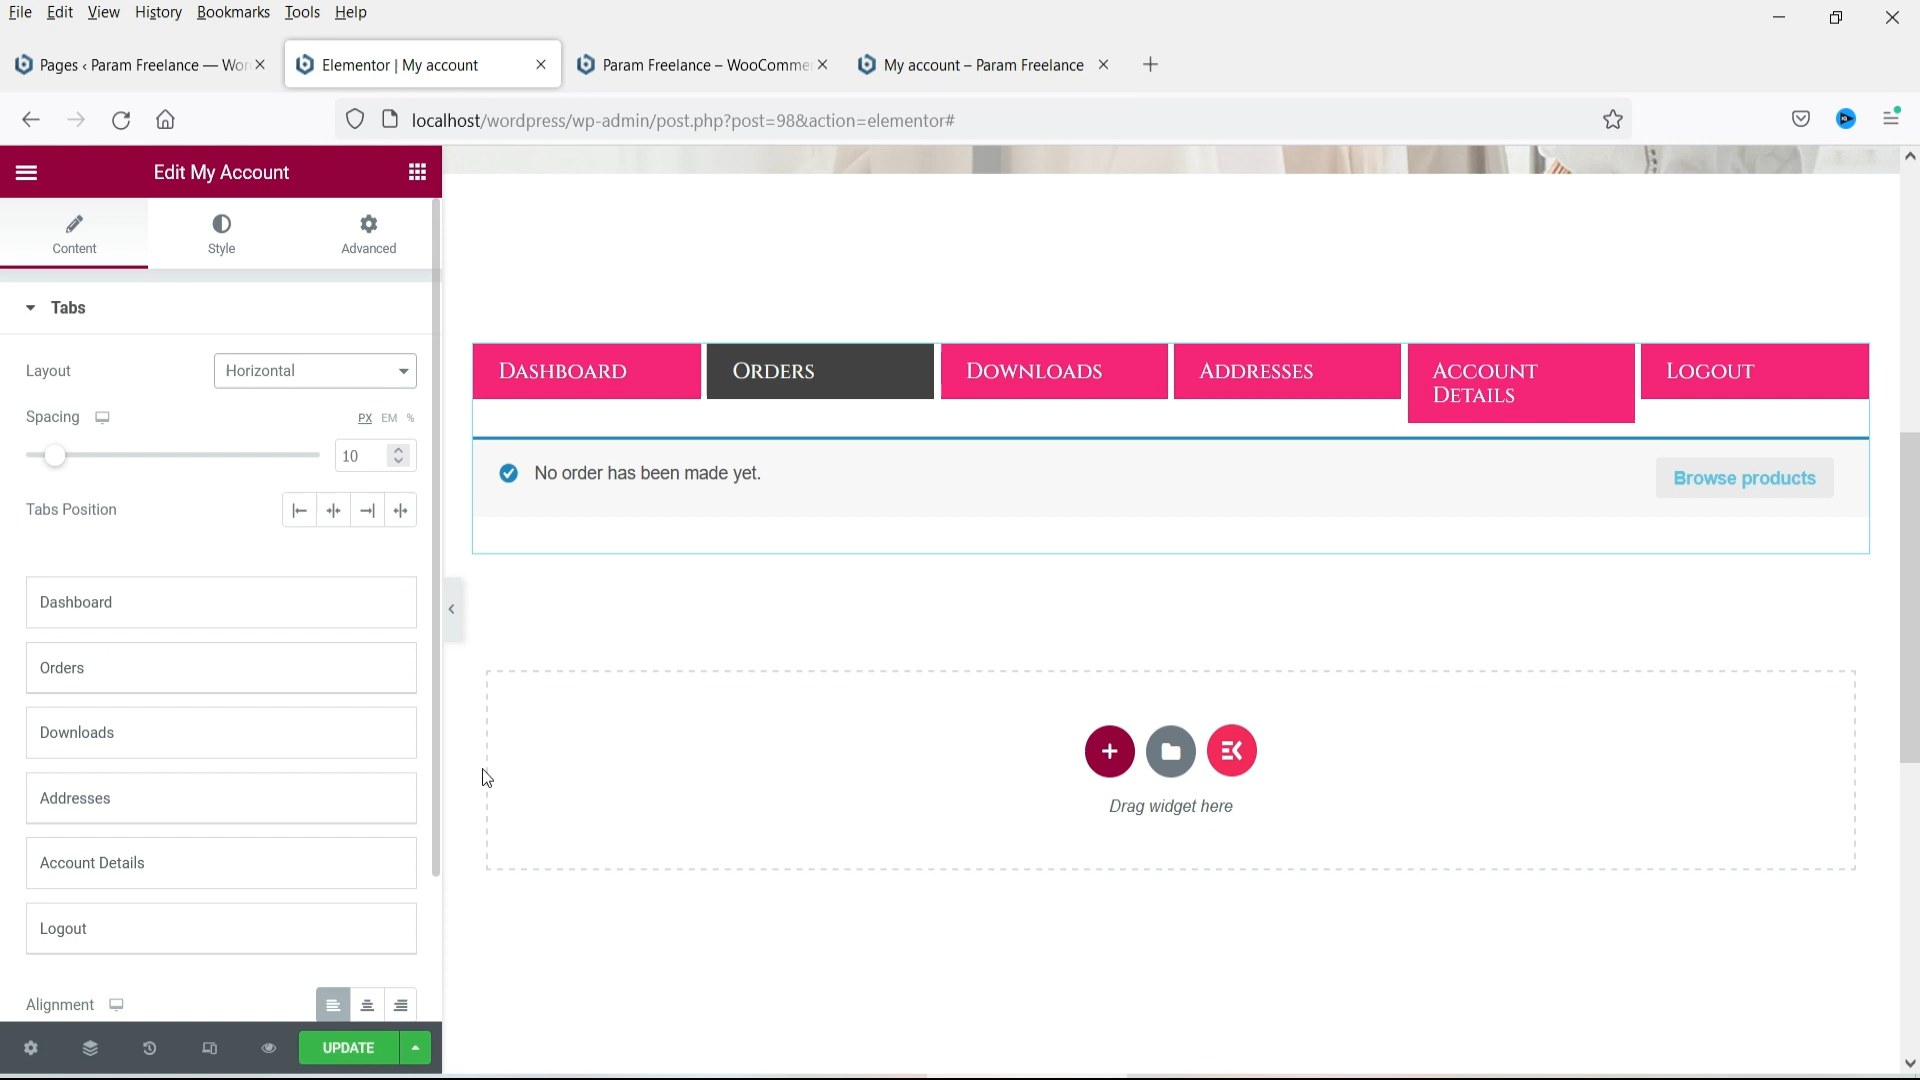 File Edit View History Bookmarks Tools Help
Pages ‹ Param Freelance — Wor
Elementor | My account
Param Freelance – WooComme
My account – Param Freelance
localhost/wordpress/wp-admin/post.php?post=98&action=elementor#
Edit My Account
Content Style Advanced
Tabs
Layout Horizontal
Spacing PX EM %
10
Tabs Position
Dashboard
Orders
Downloads
Addresses
Account Details
Logout
Alignment
UPDATE
Dashboard Orders Downloads Addresses Account Details Logout
No order has been made yet. Browse products
Drag widget here